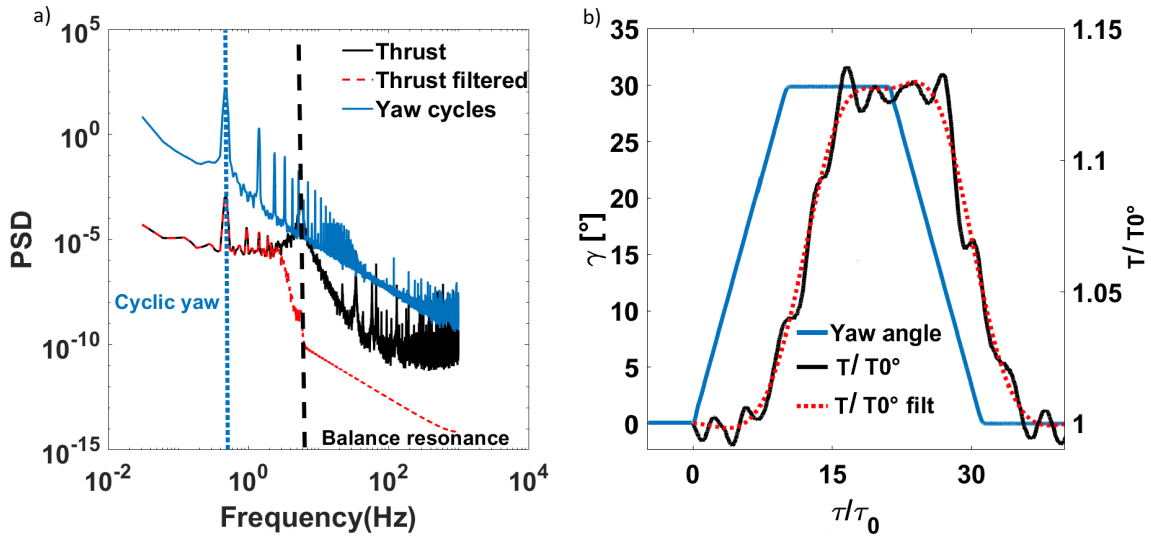 a)
10^5
10^0
10^-5
10^-10
10^-15
PSD
Thrust
Thrust filtered
Yaw cycles
Cyclic yaw
Balance resonance
10^-2
10^0
10^2
10^4
Frequency(Hz)
b)
35
30
25
20
15
10
5
0
γ [°]
1.15
1.10
1.05
1
T/ T0°
Yaw angle
T/ T0°
T/ T0° filt
0
15
30
τ/τ0